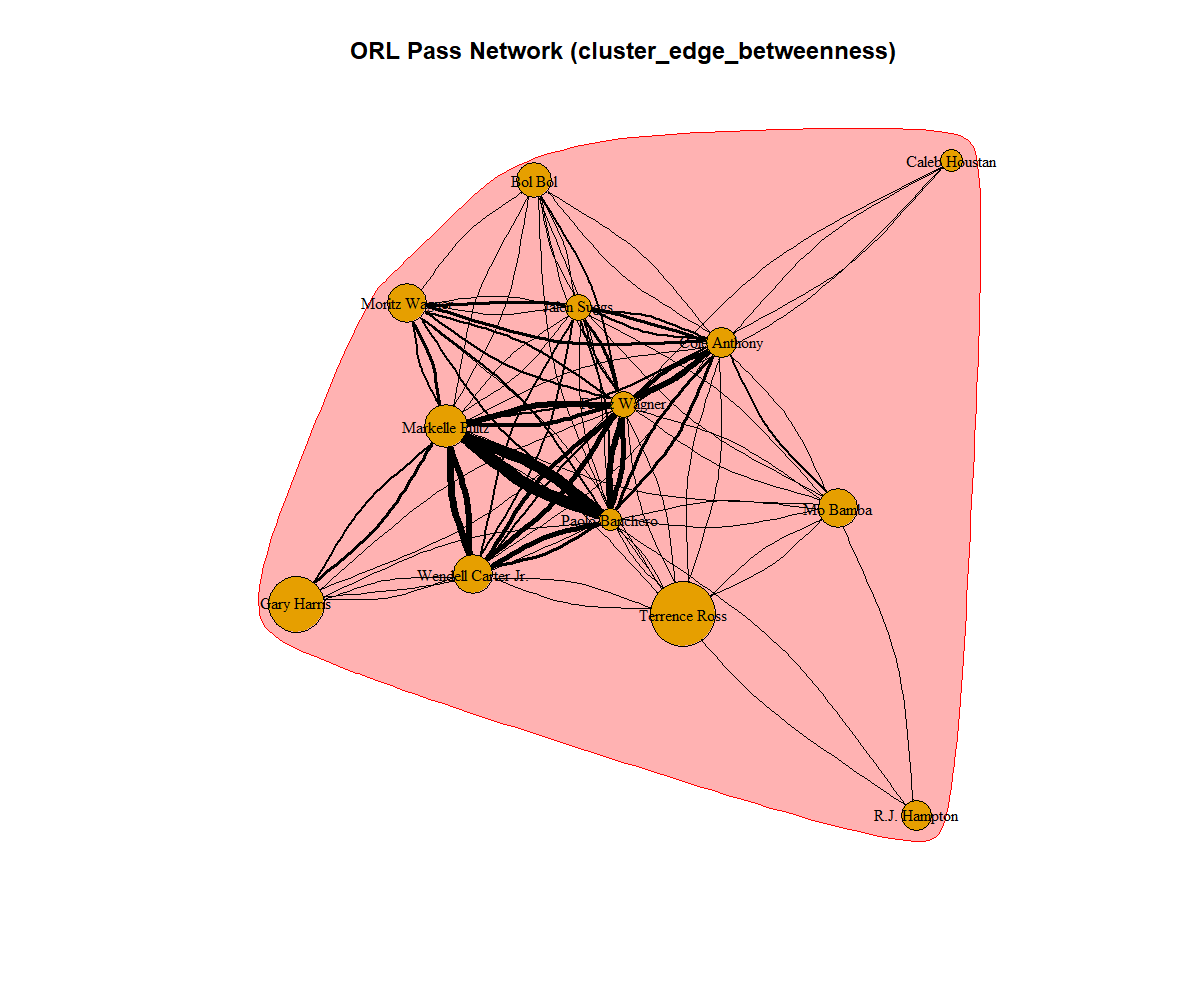 ORL Pass Network (cluster_edge_betweenness)
Caleb Houstan
Bol Bol
Moritz Wagner
Jalen Suggs
Cole Anthony
Wagner
Markelle Fultz
Mo Bamba
Paolo Banchero
Wendell Carter Jr.
Gary Harris
Terrence Ross
R.J. Hampton